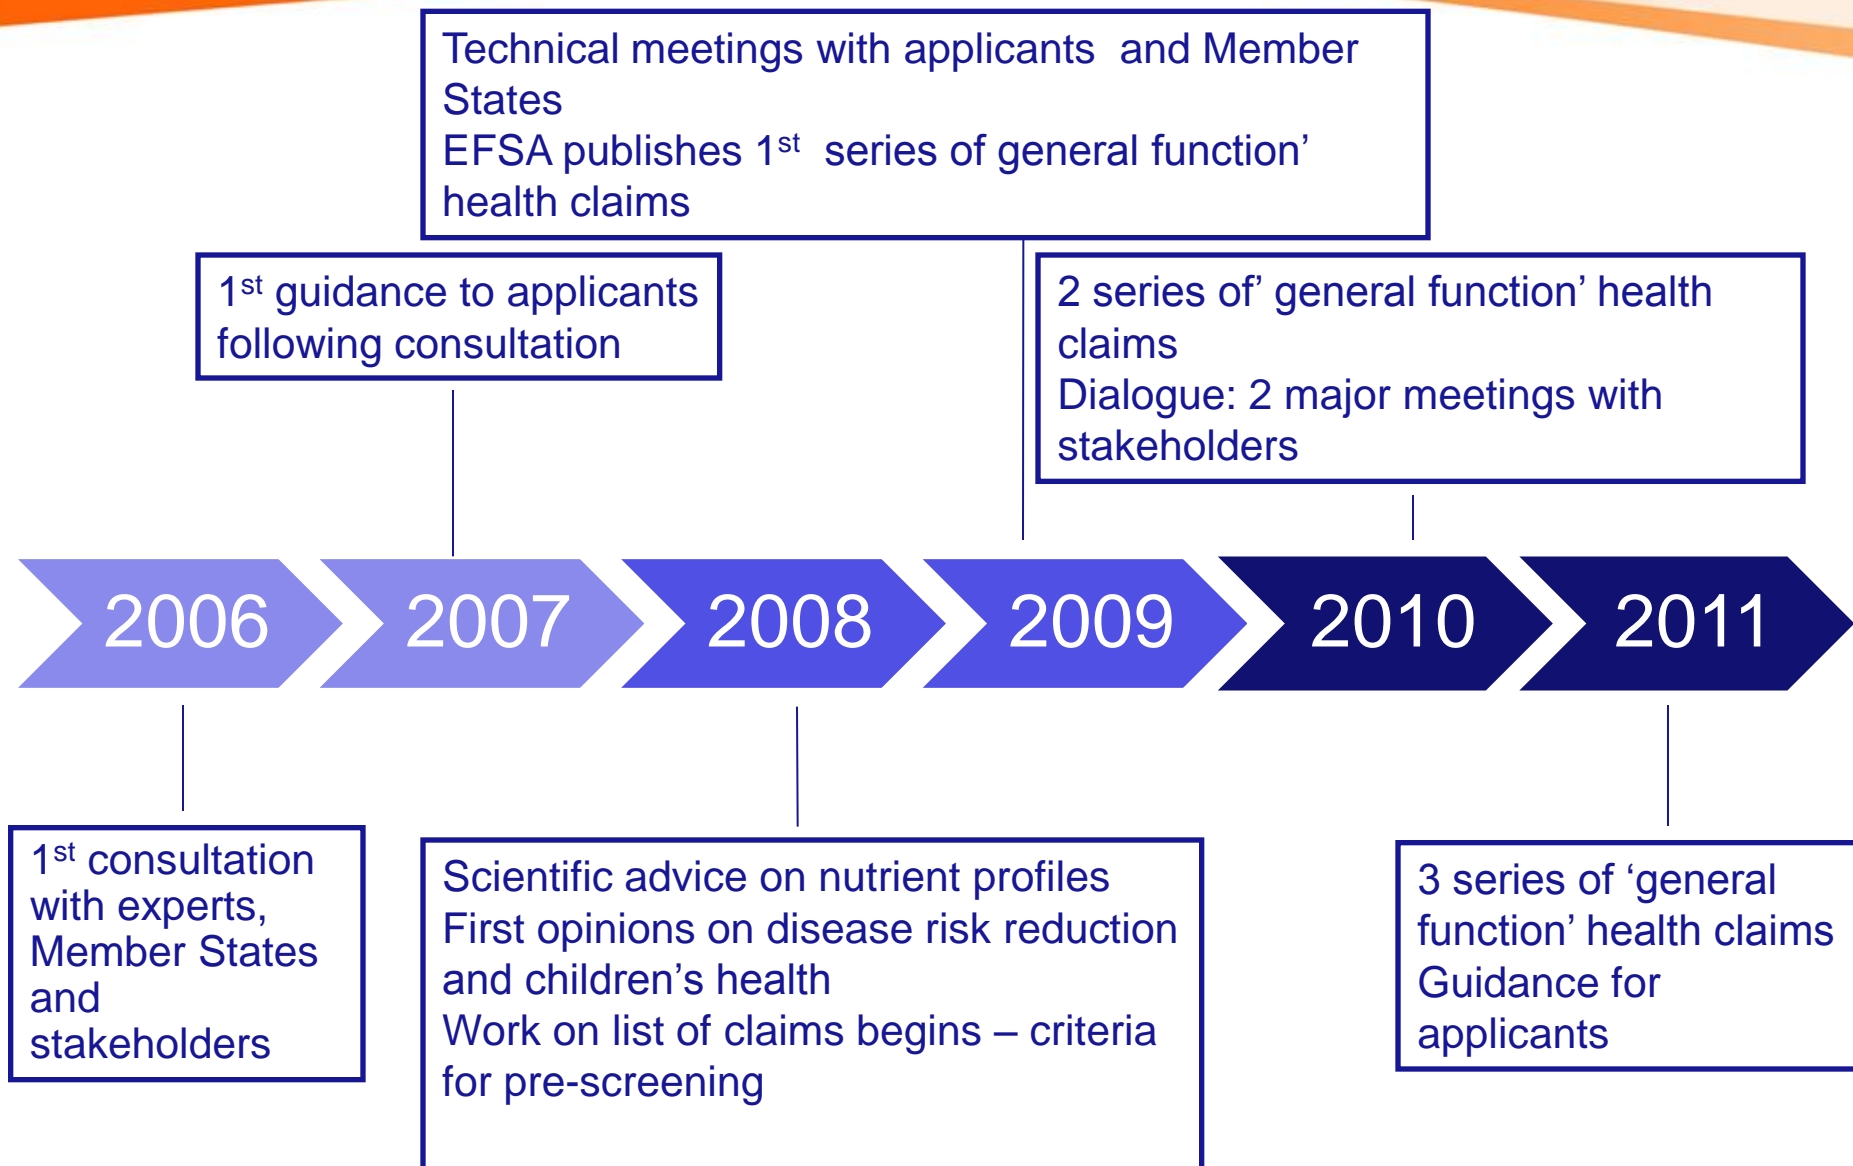 Technical meetings with applicants  and Member
States
EFSA publishes 1st  series of general function’
health claims
1st guidance to applicants
following consultation
2 series of’ general function’ health
claims
Dialogue: 2 major meetings with
stakeholders
2006
2007
2008
2009
2010
2011
1st consultation
with experts,
Member States
and
stakeholders
Scientific advice on nutrient profiles
First opinions on disease risk reduction
and children’s health
Work on list of claims begins – criteria
for pre-screening
3 series of ‘general
function’ health claims
Guidance for
applicants